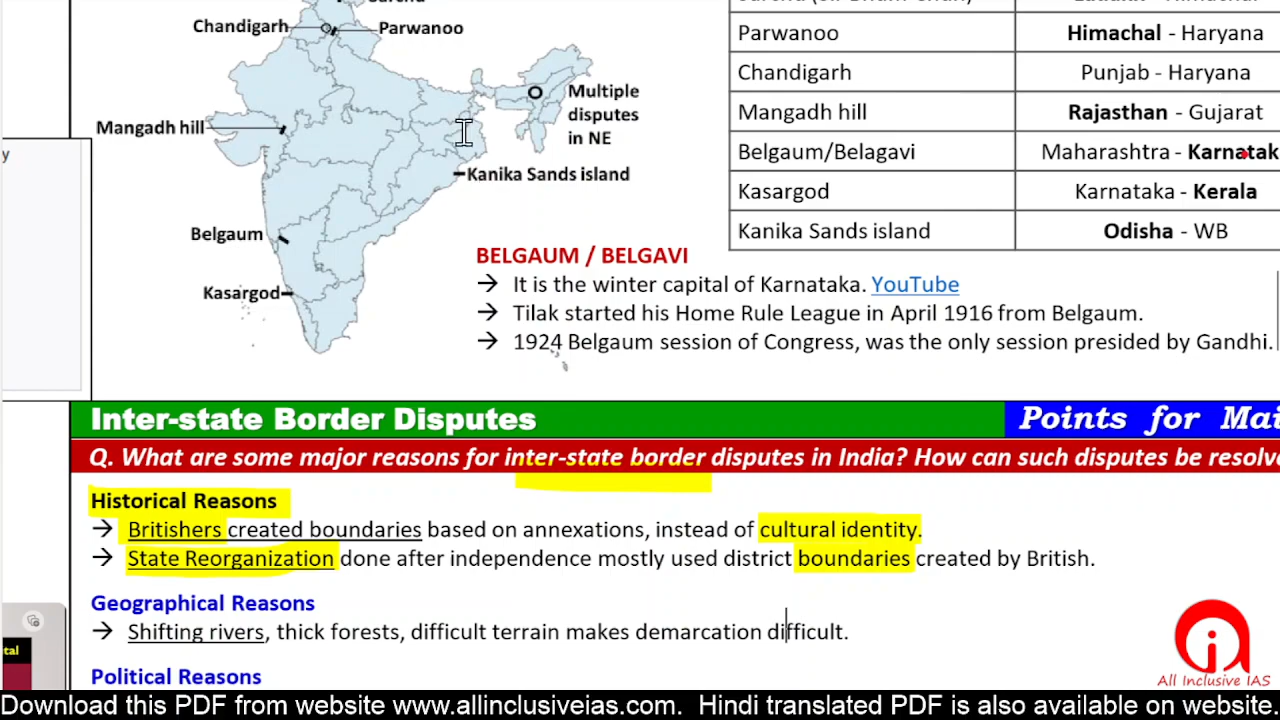 Chandigarh
Parwanoo
Mangadh hill
Multiple
disputes
in NE
Kanika Sands island
Belgaum
Kasargod
Parwanoo Himachal - Haryana
Chandigarh Punjab - Haryana
Mangadh hill Rajasthan - Gujarat
Belgaum/Belagavi Maharashtra - Karnatak
Kasargod Karnataka - Kerala
Kanika Sands island Odisha - WB
BELGAUM / BELGAVI
→ It is the winter capital of Karnataka. YouTube
→ Tilak started his Home Rule League in April 1916 from Belgaum.
→ 1924 Belgaum session of Congress, was the only session presided by Gandhi.
Inter-state Border Disputes Points for Mai
Q. What are some major reasons for inter-state border disputes in India? How can such disputes be resolve
Historical Reasons
→ Britishers created boundaries based on annexations, instead of cultural identity.
→ State Reorganization done after independence mostly used district boundaries created by British.
Geographical Reasons
→ Shifting rivers, thick forests, difficult terrain makes demarcation difficult.
Political Reasons
y
tal
All Inclusive IAS
Download this PDF from website www.allinclusiveias.com. Hindi translated PDF is also available on website.